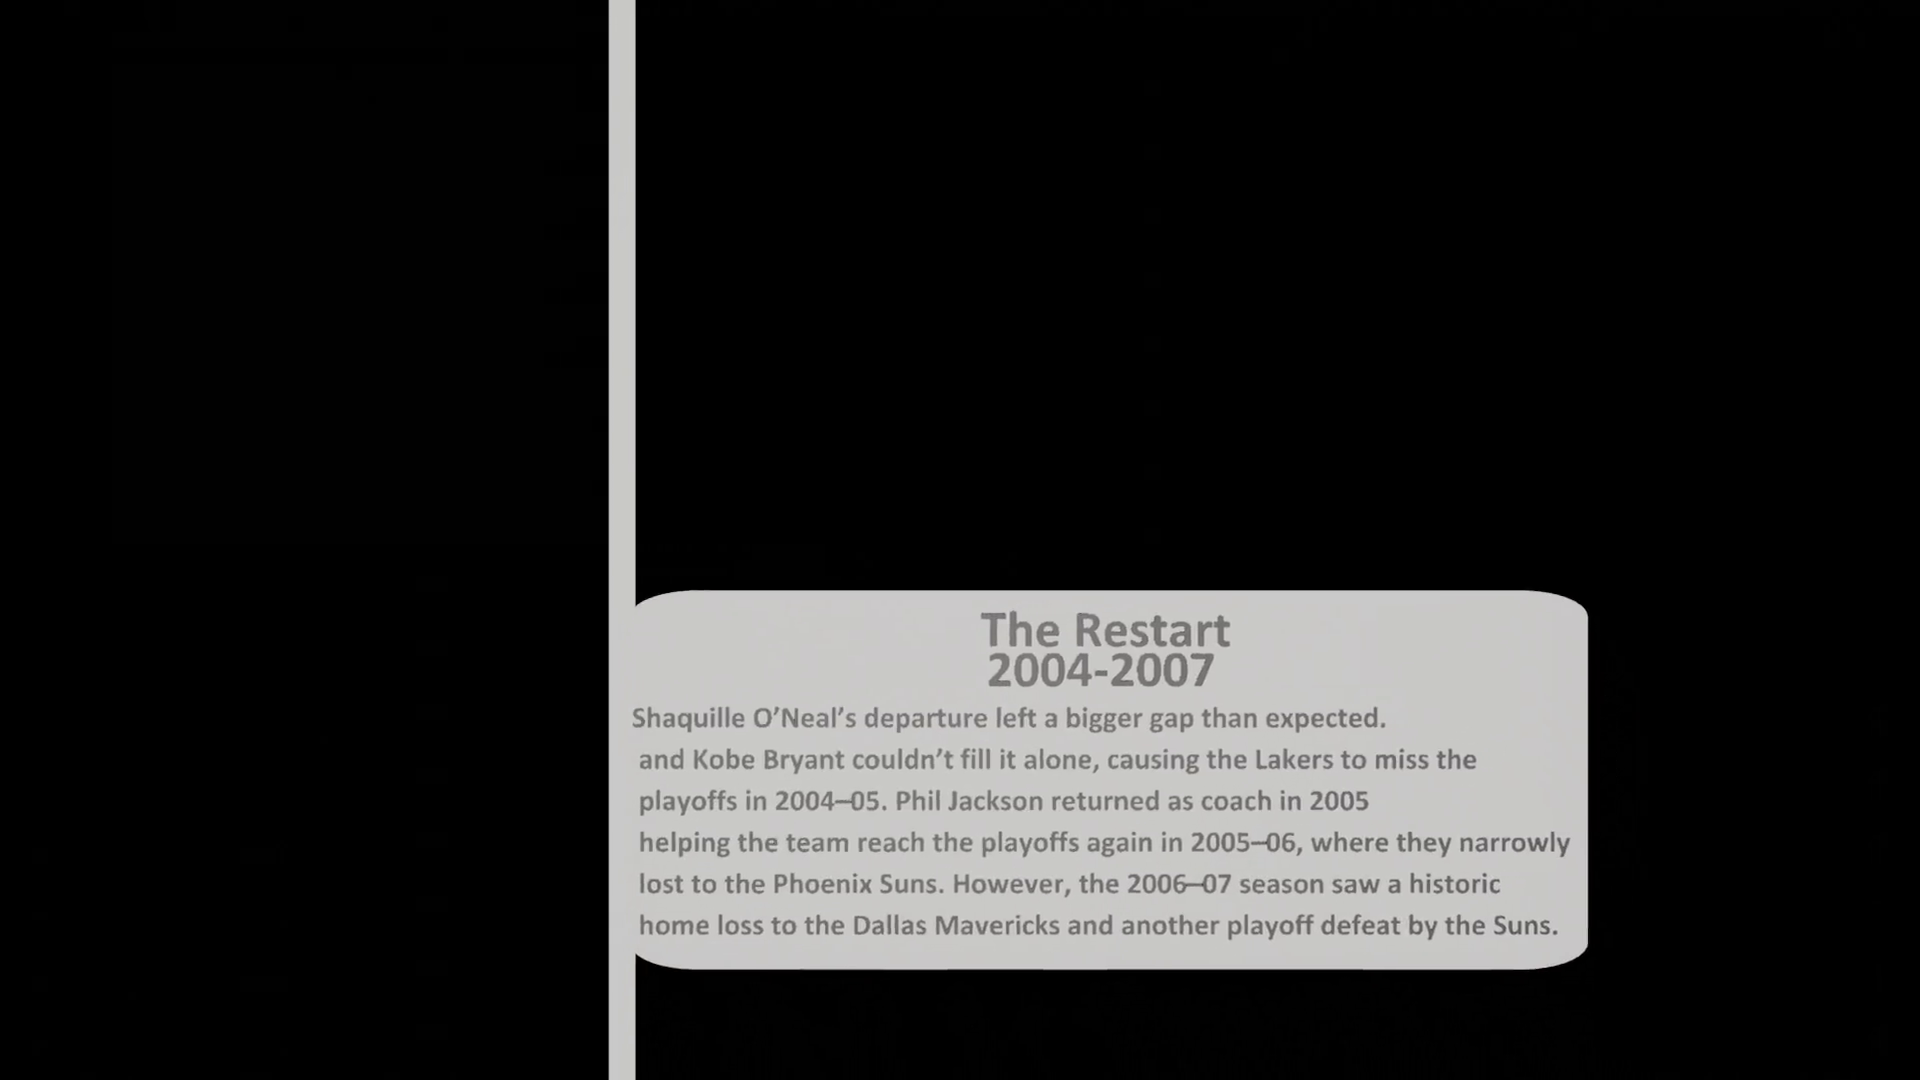 The Restart
2004-2007
Shaquille O’Neal’s departure left a bigger gap than expected.
and Kobe Bryant couldn’t fill it alone, causing the Lakers to miss the
playoffs in 2004–05. Phil Jackson returned as coach in 2005
helping the team reach the playoffs again in 2005–06, where they narrowly
lost to the Phoenix Suns. However, the 2006–07 season saw a historic
home loss to the Dallas Mavericks and another playoff defeat by the Suns.